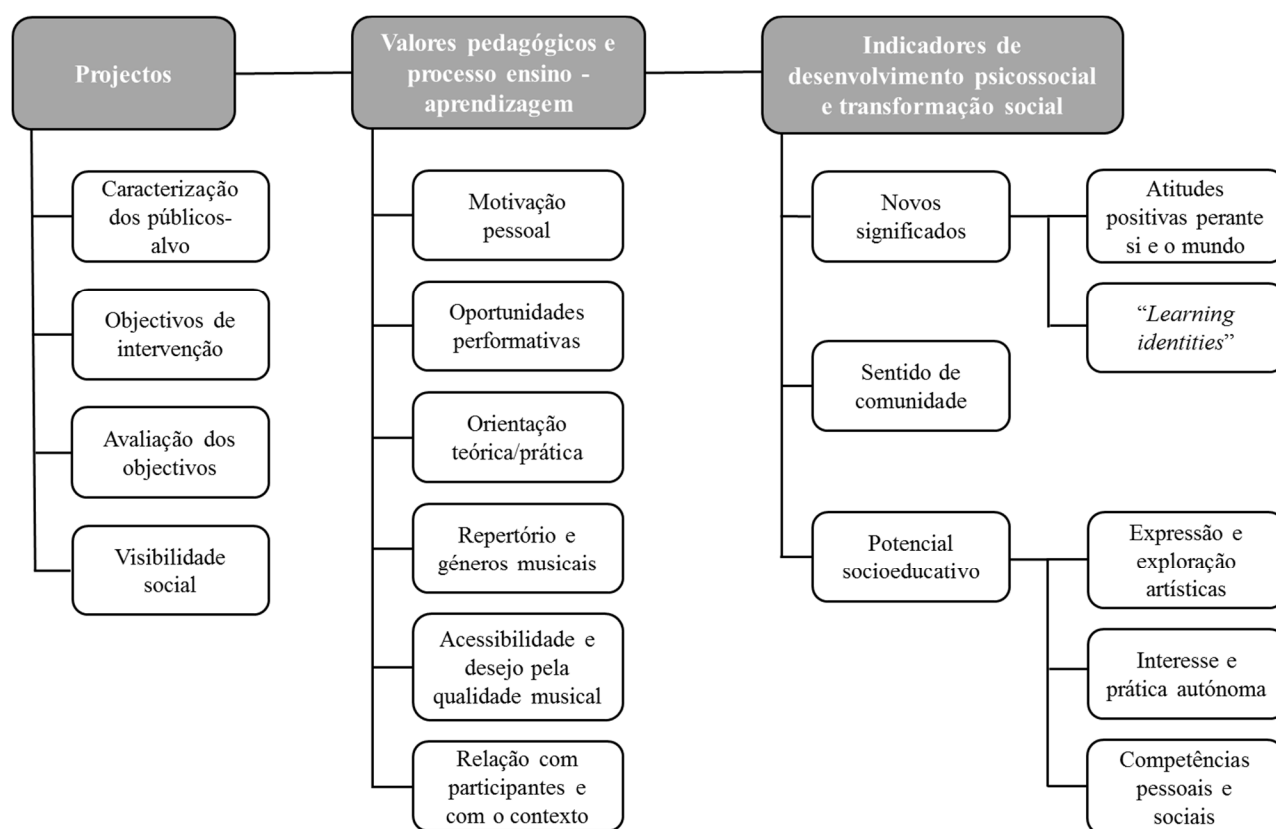 Projectos
Caracterização
dos públicos-
alvo
Objectivos de
intervenção
Avaliação dos
objectivos
Visibilidade
social
Valores pedagógicos e
processo ensino -
aprendizagem
Motivação
pessoal
Oportunidades
performativas
Orientação
teórica/prática
Repertório e
géneros musicais
Acessibilidade e
desejo pela
qualidade musical
Relação com
participantes e
com o contexto
Indicadores de
desenvolvimento psicossocial
e transformação social
Novos
significados
Atitudes
positivas perante
si e o mundo
“Learning
identities”
Sentido de
comunidade
Potencial
socioeducativo
Expressão e
exploração
artísticas
Interesse e
prática autónoma
Competências
pessoais e
sociais